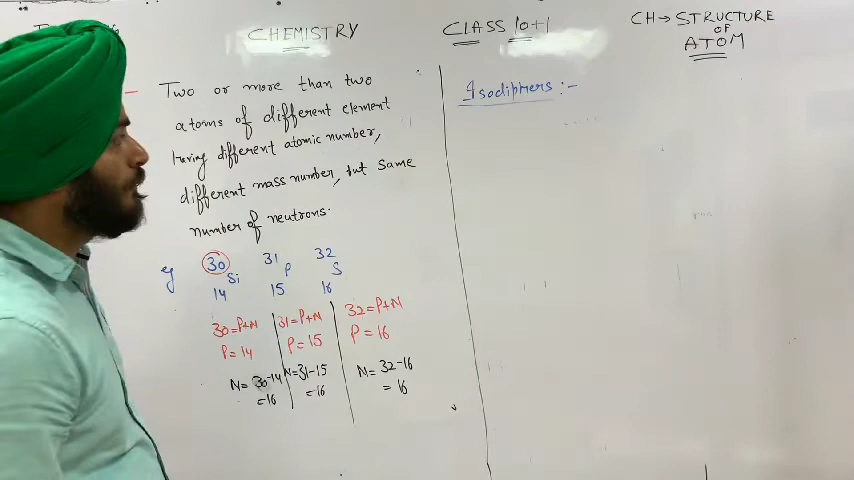 CHEMISTRY
CLASS 10+1
CH→ STRUCTURE
OF
ATOM
Two or more than two
atoms of different element
having different atomic number,
different mass number, but same
number of neutrons.
eg 30 Si 14 31 P 15 32 S 16
30=P+N 31=P+N 32=P+N
P=14 P=15 P=16
N=30-14 N=31-15 N=32-16
=16 =16 =16
Isodiphers :-